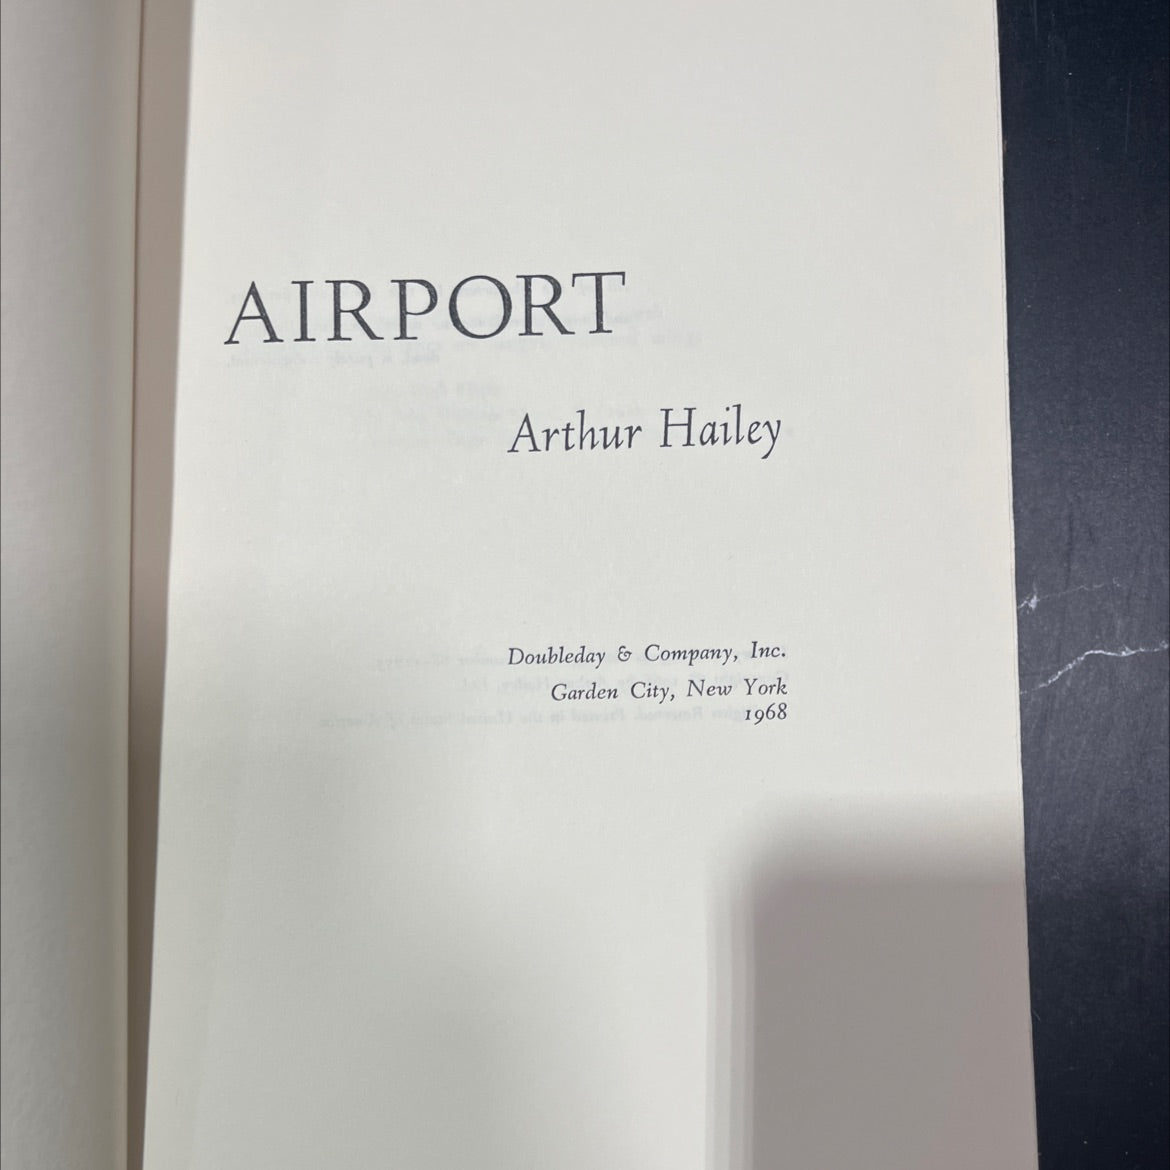 AIRPORT
Arthur Hailey
Doubleday & Company, Inc.
Garden City, New York
1968